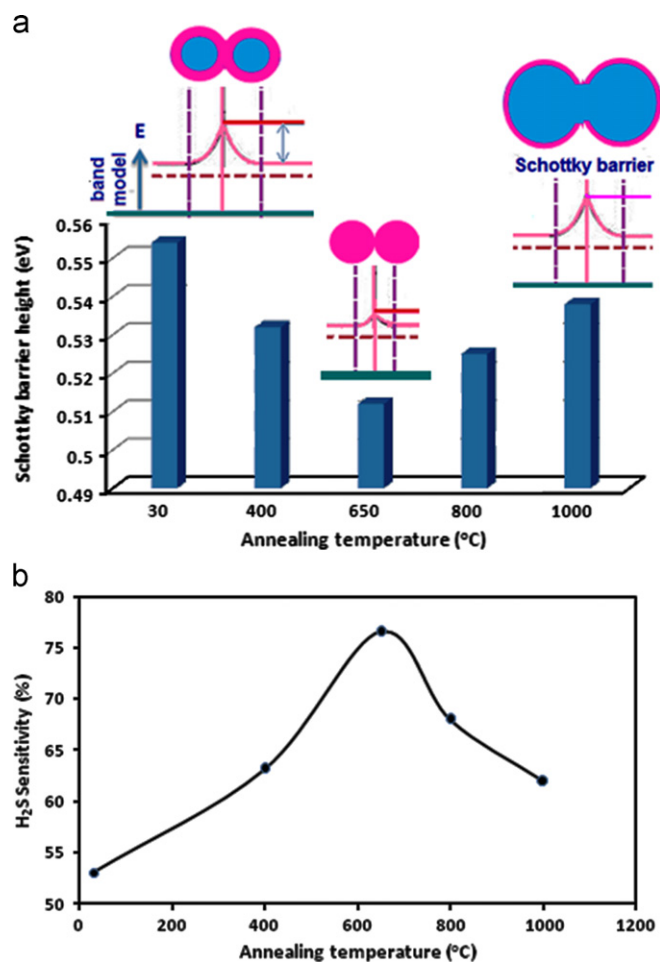 a
E
band
model
Schottky barrier
Schottky barrier height (eV)
0.56
0.55
0.54
0.53
0.52
0.51
0.5
0.49
30 400 650 800 1000
Annealing temperature (°C)
b
H₂S Sensitivity (%)
80
75
70
65
60
55
50
0 200 400 600 800 1000 1200
Annealing temperature (°C)